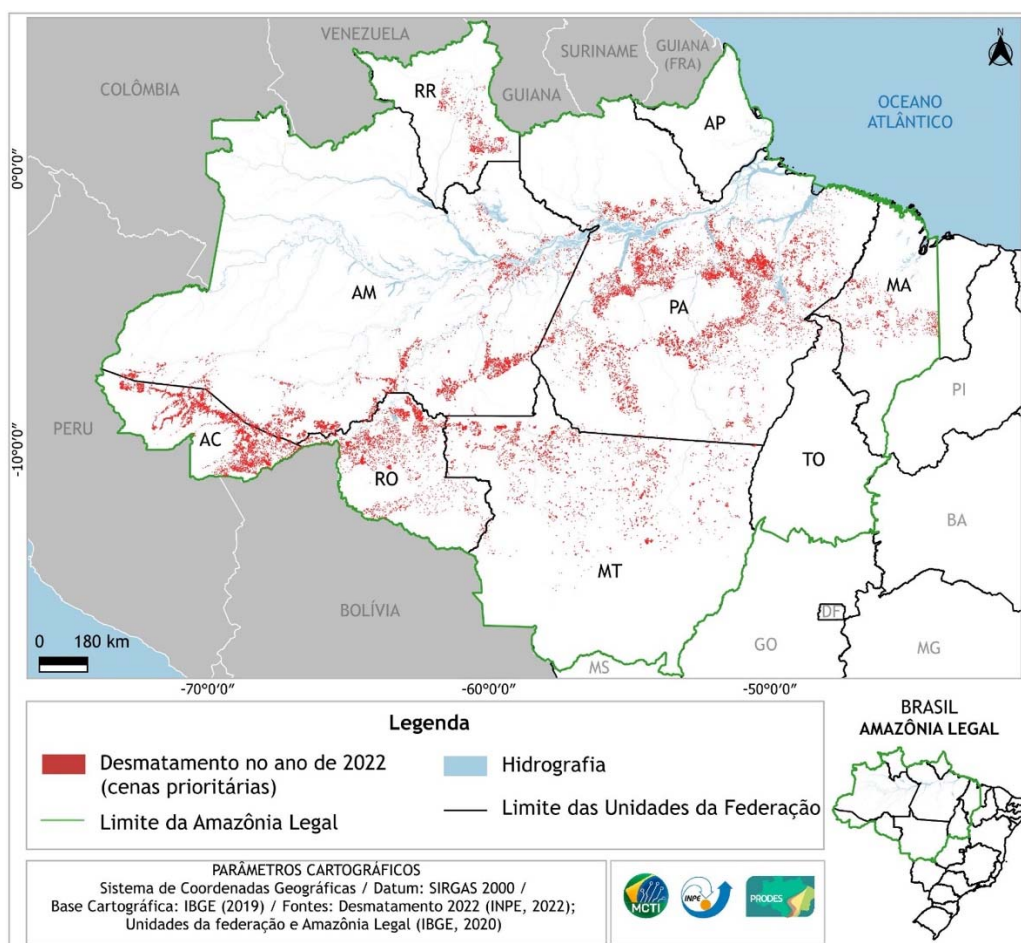 VENEZUELA
SURINAME
GUIANA
(FRA)
N
COLÔMBIA
RR
GUIANA
AP
OCEANO
ATLÂNTICO
0°0'0"
AM
PA
MA
PI
PERU
AC
-10°0'0"
RO
TO
BA
MT
BOLÍVIA
DF
0 180 km
GO
MG
MS
-70°0'0" -60°0'0" -50°0'0"
Legenda
Desmatamento no ano de 2022
(cenas prioritárias)
Hidrografia
Limite da Amazônia Legal
Limite das Unidades da Federação
BRASIL
AMAZÔNIA LEGAL
PARÂMETROS CARTOGRÁFICOS
Sistema de Coordenadas Geográficas / Datum: SIRGAS 2000 /
Base Cartográfica: IBGE (2019) / Fontes: Desmatamento 2022 (INPE, 2022);
Unidades da federação e Amazônia Legal (IBGE, 2020)
MCTI
INPE
PRODES